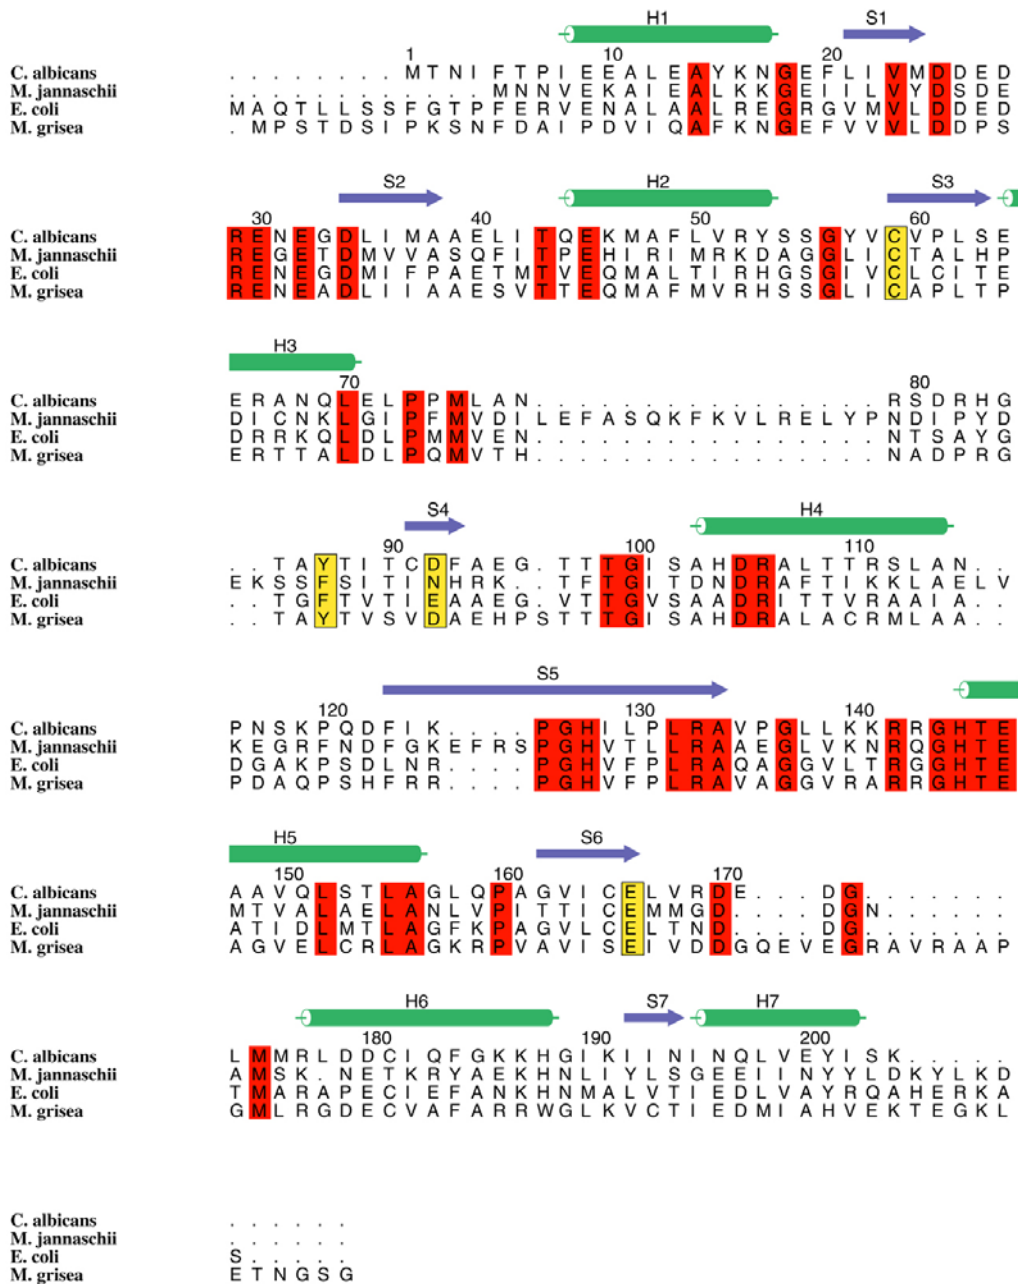 H1 S1
1 10 20
C. albicans . . . . . . . . M T N I F T P I E E A L E A Y K N G E F L I V M D D E D
M. jannaschii . . . . . . . . . . . . M N N V E K A I E A L K K G E I I L V Y D S D E
E. coli M A Q T L L S S F G T P F E R V E N A L A A L R E G R G V M V L D D E D
M. grisea . M P S T D S I P K S N F D A I P D V I Q A F K N G E F V V V L D D P S
S2 H2 S3
30 40 50 60
C. albicans R E N E G D L I M A A E L I T Q E K M A F L V R Y S S G Y V C V P L S E
M. jannaschii R E G E T D M V V A S Q F I T P E H I R I M R K D A G G L I C T A L H P
E. coli R E N E G D M I F P A E T M T V E Q M A L T I R H G S G I V C L C I T E
M. grisea R E N E A D L I I A A E S V T T E Q M A F M V R H S S G L I C A P L T P
H3
70 80
C. albicans E R A N Q L E L P P M L A N . . . . . . . . . . . . . . . . R S D R H G
M. jannaschii D I C N K L G I P F M V D I L E F A S Q K F K V L R E L Y P N D I P Y D
E. coli D R R K Q L D L P M M V E N . . . . . . . . . . . . . . . . N T S A Y G
M. grisea E R T T A L D L P Q M V T H . . . . . . . . . . . . . . . . N A D P R G
S4 H4
90 100 110
C. albicans . . T A Y T I T C D F A E G . T T T G I S A H D R A L T T R S L A N . .
M. jannaschii E K S S F S I T I N H R K . . T F T G I T D N D R A F T I K K L A E L V
E. coli . . T G F T V T I E A A E G . V T T G V S A A D R I T T V R A A I A . .
M. grisea . . T A Y T V S V D A E H P S T T T G I S A H D R A L A C R M L A A . .
S5
120 130 140
C. albicans P N S K P Q D F I K . . . . P G H I L P L R A V P G L L K K R R G H T E
M. jannaschii K E G R F N D F G K E F R S P G H V T L L R A A E G L V K N R Q G H T E
E. coli D G A K P S D L N R . . . . P G H V F P L R A Q A G G V L T R G G H T E
M. grisea P D A Q P S H F R R . . . . P G H V F P L R A V A G G V R A R R G H T E
H5 S6
150 160 170
C. albicans A A V Q L S T L A G L Q P A G V I C E L V R D E . . . D G . . . . . . .
M. jannaschii M T V A L A E L A N L V P I T T I C E M M G D . . . . D G N . . . . . .
E. coli A T I D L M T L A G F K P A G V L C E L T N D . . . . D G . . . . . . .
M. grisea A G V E L C R L A G K R P V A V I S E I V D D G Q E V E G R A V R A A P
H6 S7 H7
180 190 200
C. albicans L M M R L D D C I Q F G K K H G I K I I N I N Q L V E Y I S K . . . . .
M. jannaschii A M S K . N E T K R Y A E K H N L I Y L S G E E I I N Y Y L D K Y L K D
E. coli T M A R A P E C I E F A N K H N M A L V T I E D L V A Y R Q A H E R K A
M. grisea G M L R G D E C V A F A R R W G L K V C T I E D M I A H V E K T E G K L
C. albicans . . . . . .
M. jannaschii . . . . . .
E. coli S . . . . .
M. grisea E T N G S G